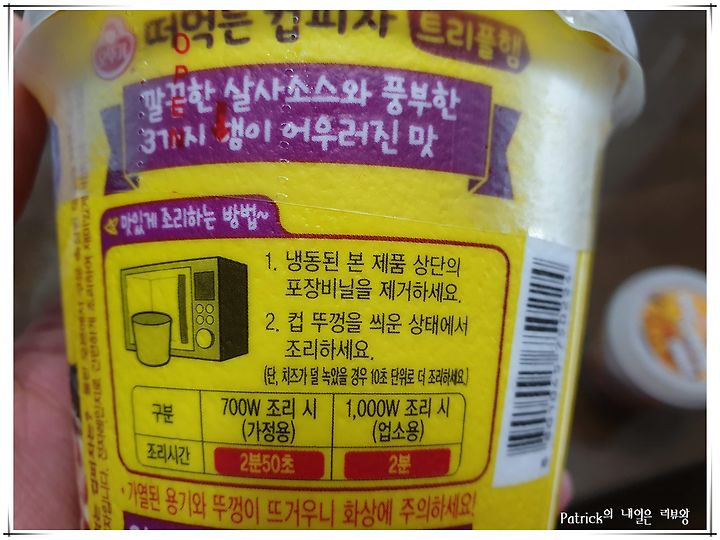 오뚜기
떠먹는 컵피자 트리플햄
OPEN
깔끔한 살사소스와 풍부한
3가지 햄이 어우러진 맛
맛있게 조리하는 방법~
1. 냉동된 본 제품 상단의
포장비닐을 제거하세요.
2. 컵 뚜껑을 씌운 상태에서
조리하세요.
(단, 치즈가 덜 녹았을 경우 10초 단위로 더 조리하세요.)
구분 700W 조리 시 (가정용) 1,000W 조리 시 (업소용)
조리시간 2분50초 2분
•가열된 용기와 뚜껑이 뜨거우니 화상에 주의하세요!
Patrick의 내일은 리뷰왕